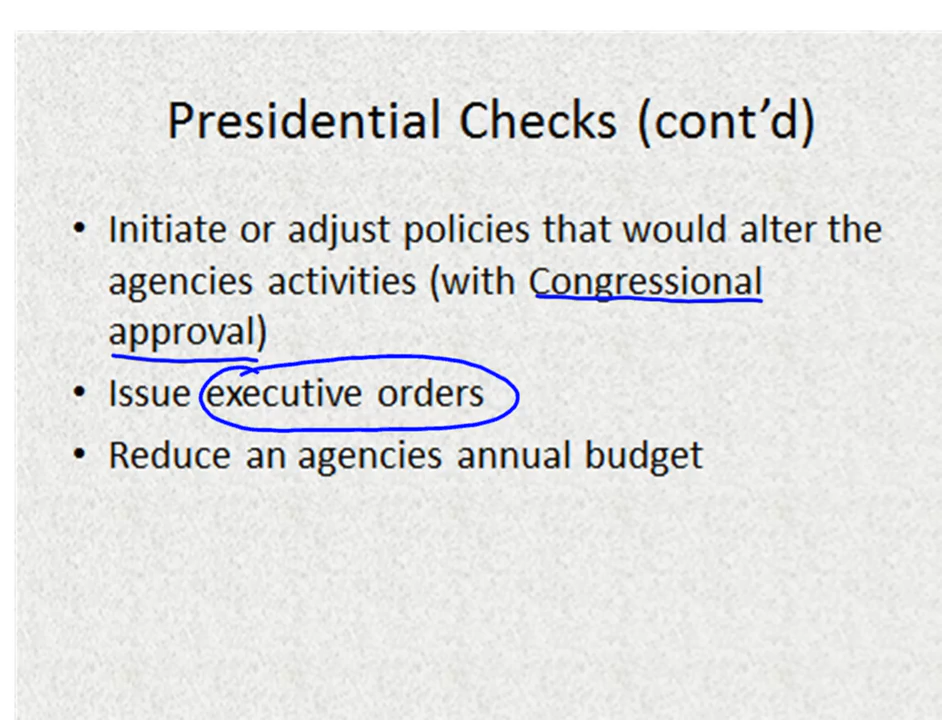 Presidential Checks (cont’d)
• Initiate or adjust policies that would alter the
agencies activities (with Congressional
approval)
• Issue executive orders
• Reduce an agencies annual budget